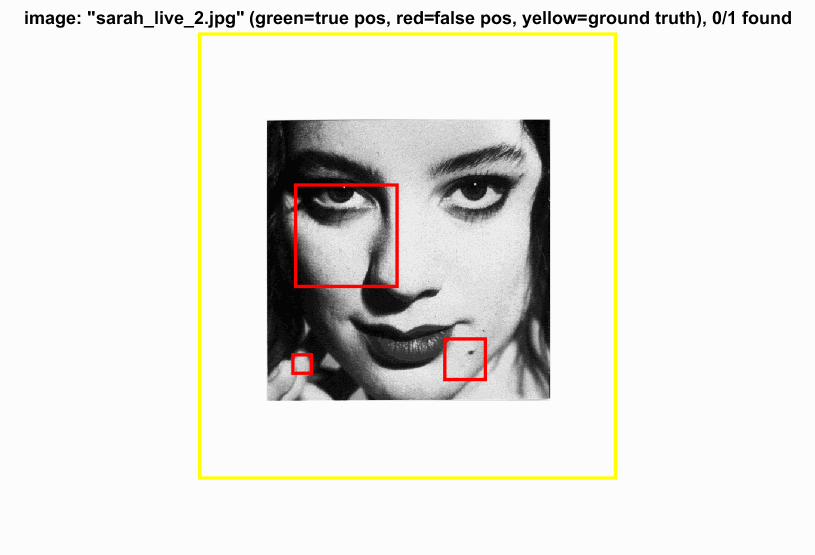 image: "sarah_live_2.jpg" (green=true pos, red=false pos, yellow=ground truth), 0/1 found